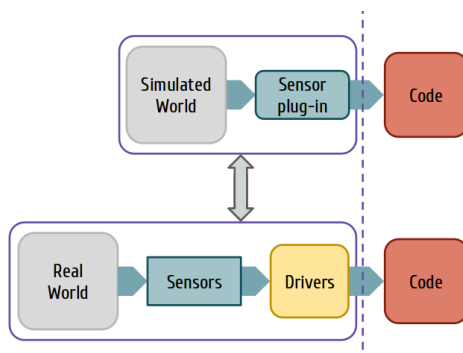 Simulated
World
Sensor
plug-in
Code
Real
World
Sensors
Drivers
Code